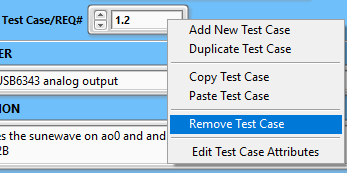 Test Case/REQ# 1.2
Add New Test Case
Duplicate Test Case
Copy Test Case
Paste Test Case
Remove Test Case
Edit Test Case Attributes
ER
USB6343 analog output
ION
es the sunewave on ao0 and and
2B